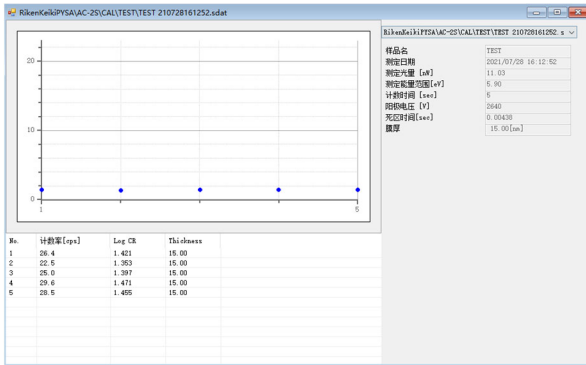 RikenKeikiPYSA\AC-2S\CAL\TEST\TEST 210728161252.sdat
20
10
0
1
5
RikenKeikiPYSA\AC-2S\CAL\TEST\TEST 210728161252. s
样品名 TEST
测定日期 2021/07/28 16:12:52
测定光量 [nW] 11.03
测定能量范围[eV] 5.90
计数时间 [sec] 5
阳极电压 [V] 2640
死区时间[sec] 0.00438
膜厚 15.00[nm]
No. 计数率[cps] Log CR Thickness
1 26.4 1.421 15.00
2 22.5 1.353 15.00
3 25.0 1.397 15.00
4 29.6 1.471 15.00
5 28.5 1.455 15.00